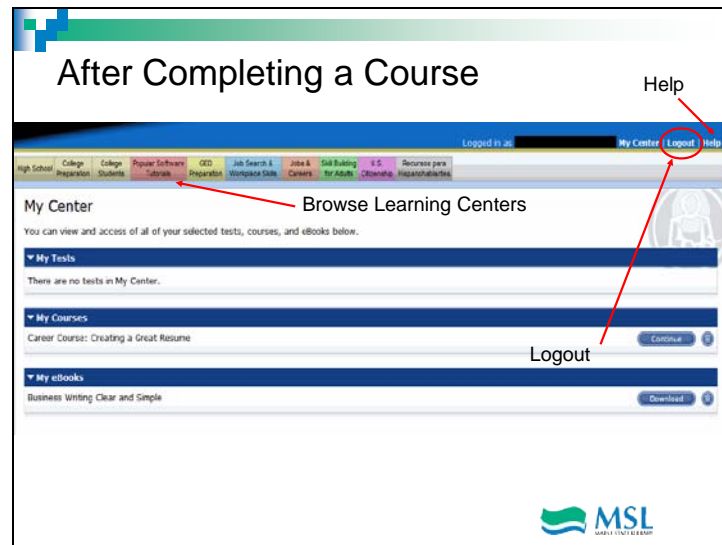 After Completing a Course
Help
Logged in as My Center | Logout | Help
High School College Preparation College Students Popular Software Tutorials GED Preparation Job Search & Workplace Skills Jobs & Careers Skill Building for Adults U.S. Citizenship Recursos para Hispanohablantes
Browse Learning Centers
My Center
You can view and access of all of your selected tests, courses, and eBooks below.
▼ My Tests
There are no tests in My Center.
▼ My Courses
Career Course: Creating a Great Resume Continue
Logout
▼ My eBooks
Business Writing Clear and Simple Download
MSL
MAINE STATE LIBRARY